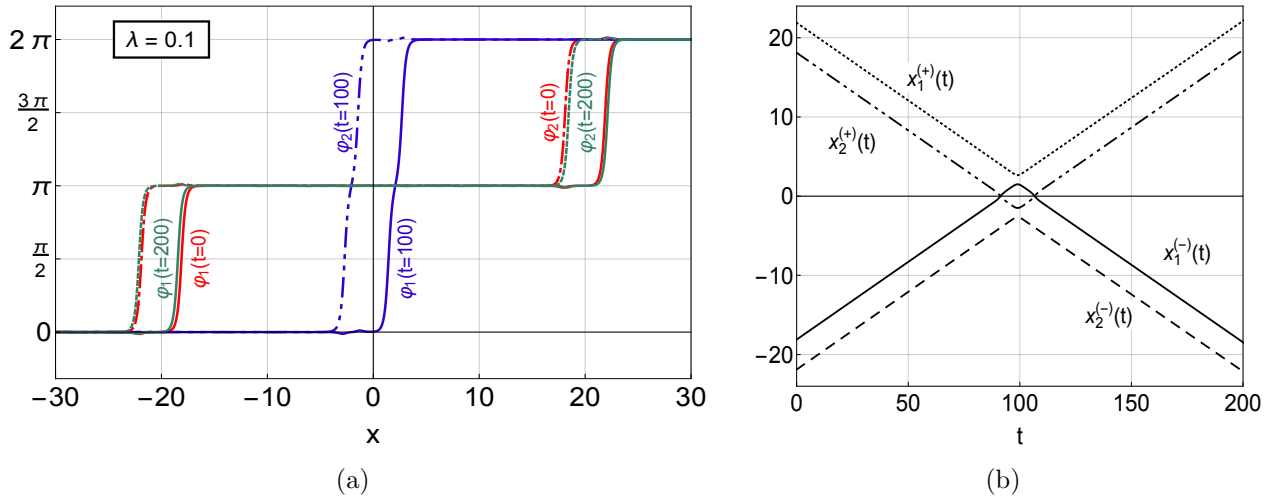 λ = 0.1
2 π
3 π
2
π
π
2
0
φ₂(t=100)
φ₂(t=0)
φ₂(t=200)
φ₁(t=200)
φ₁(t=0)
φ₁(t=100)
−30 −20 −10 0 10 20 30
x
(a)
20
10
0
−10
−20
x₁⁽⁺⁾(t)
x₂⁽⁺⁾(t)
x₁⁽⁻⁾(t)
x₂⁽⁻⁾(t)
0 50 100 150 200
t
(b)